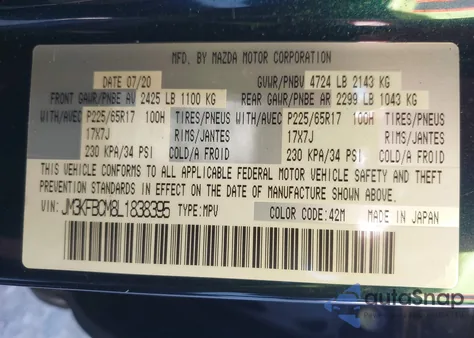 MFD. BY MAZDA MOTOR CORPORATION
DATE 07/20 GVWR/PNBV 4724 LB 2143 KG
FRONT GAWR/PNBE AV 2425 LB 1100 KG REAR GAWR/PNBE AR 2299 LB 1043 KG
WITH/AVEC P225/65R17 100H TIRES/PNEUS WITH/AVEC P225/65R17 100H TIRES/PNEUS
17X7J RIMS/JANTES 17X7J RIMS/JANTES
230 KPA/34 PSI COLD/A FROID 230 KPA/34 PSI COLD/A FROID
THIS VEHICLE CONFORMS TO ALL APPLICABLE FEDERAL MOTOR VEHICLE SAFETY AND THEFT
PREVENTION STANDARDS IN EFFECT ON THE DATE OF MANUFACTURE SHOWN ABOVE.
VIN: JM3KFBCM8L1838395 TYPE: MPV COLOR CODE: 42M MADE IN JAPAN
autoSnap